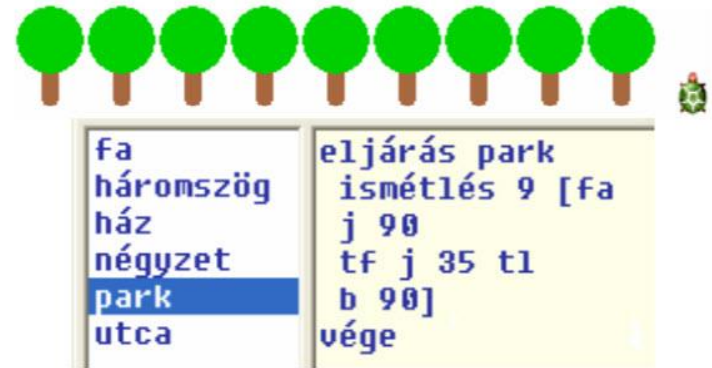 fa
háromszög
ház
négyzet
park
utca
eljárás park
ismétlés 9 [fa
j 90
tf j 35 tl
b 90]
vége